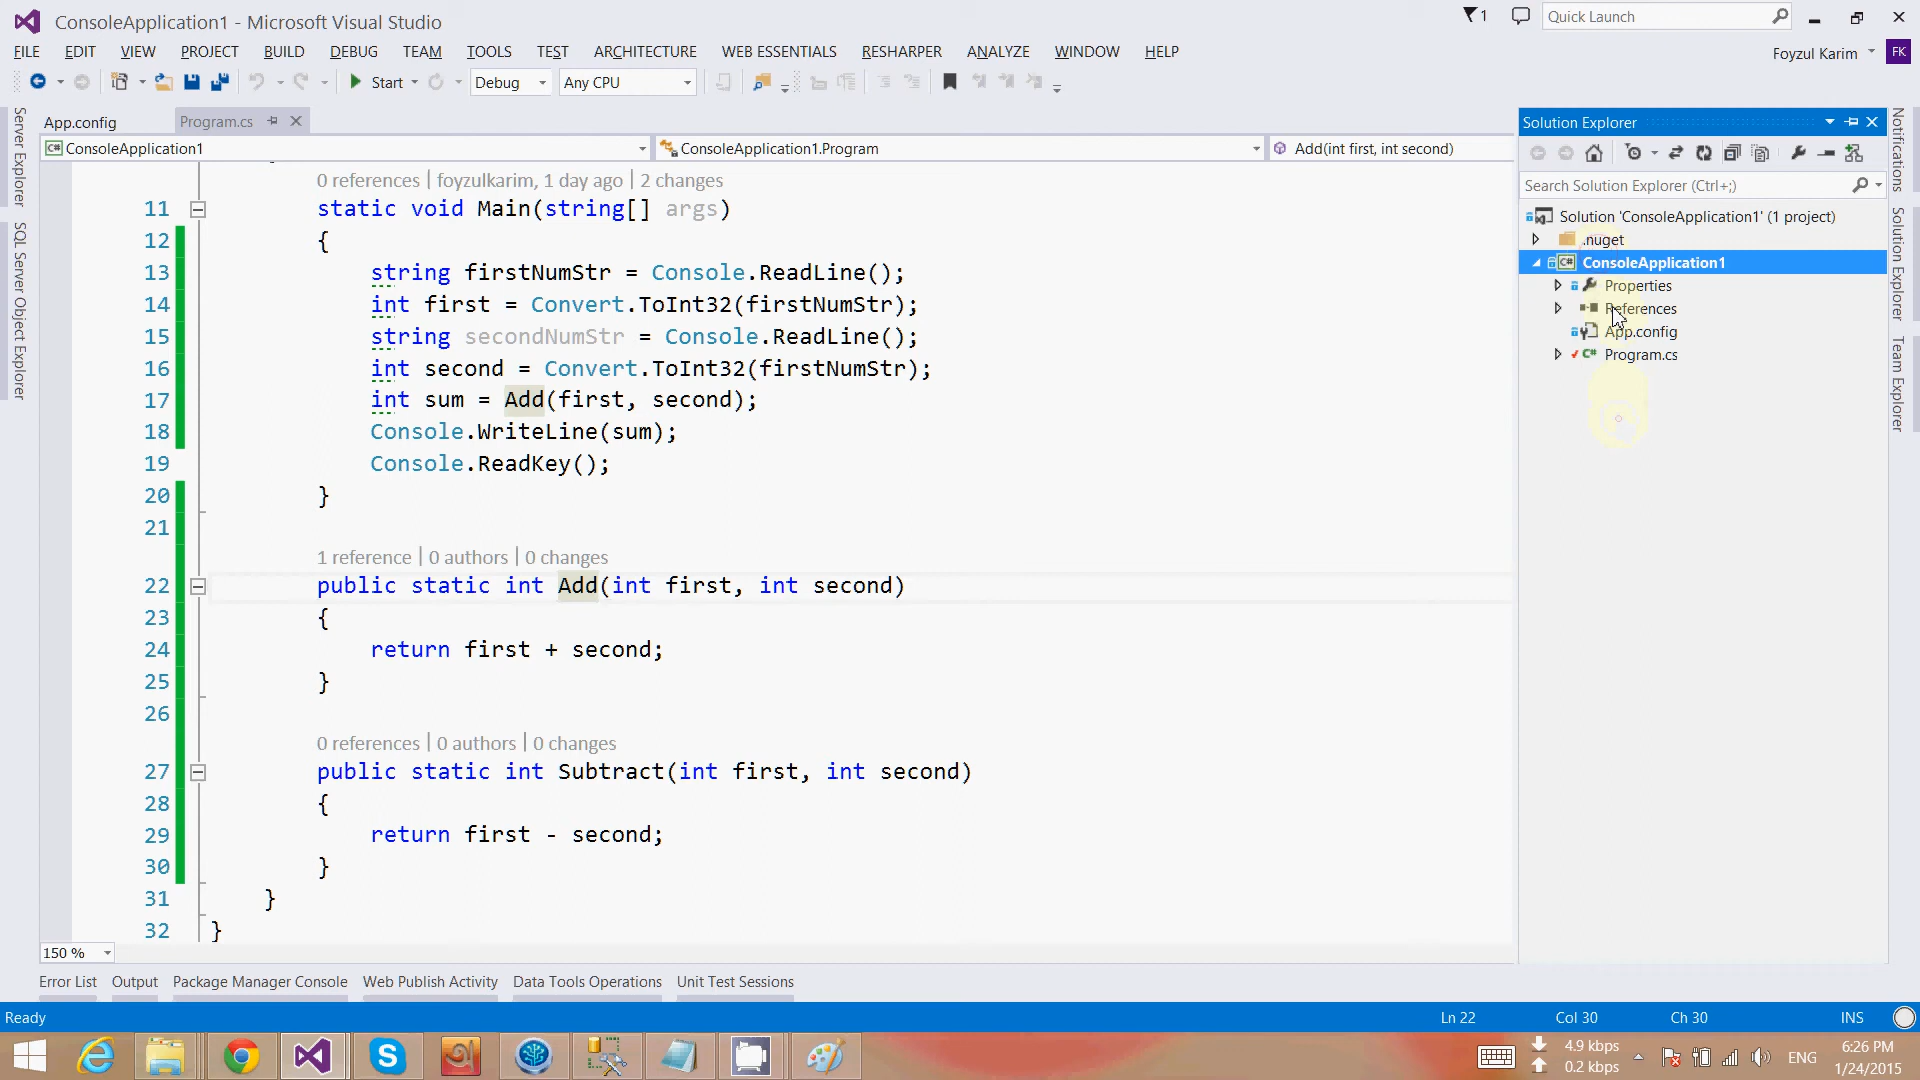 ConsoleApplication1 - Microsoft Visual Studio
1
Quick Launch
FILE EDIT VIEW PROJECT BUILD DEBUG TEAM TOOLS TEST ARCHITECTURE WEB ESSENTIALS RESHARPER ANALYZE WINDOW HELP
Foyzul Karim FK
Start Debug Any CPU
App.config Program.cs
ConsoleApplication1 ConsoleApplication1.Program Add(int first, int second)
0 references | foyzulkarim, 1 day ago | 2 changes
11 static void Main(string[] args)
12 {
13 string firstNumStr = Console.ReadLine();
14 int first = Convert.ToInt32(firstNumStr);
15 string secondNumStr = Console.ReadLine();
16 int second = Convert.ToInt32(firstNumStr);
17 int sum = Add(first, second);
18 Console.WriteLine(sum);
19 Console.ReadKey();
20 }
21
1 reference | 0 authors | 0 changes
22 public static int Add(int first, int second)
23 {
24 return first + second;
25 }
26
0 references | 0 authors | 0 changes
27 public static int Subtract(int first, int second)
28 {
29 return first - second;
30 }
31 }
32 }
150 %
Server Explorer
SQL Server Object Explorer
Solution Explorer
Search Solution Explorer (Ctrl+;)
Solution 'ConsoleApplication1' (1 project)
.nuget
C# ConsoleApplication1
Properties
References
App.config
C# Program.cs
Notifications
Solution Explorer
Team Explorer
Error List Output Package Manager Console Web Publish Activity Data Tools Operations Unit Test Sessions
Ready Ln 22 Col 30 Ch 30 INS
4.9 kbps
0.2 kbps
ENG
6:26 PM
1/24/2015